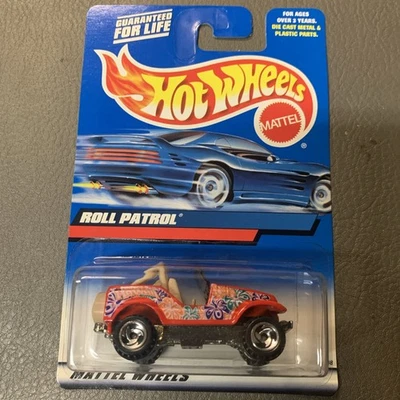 GUARANTEED
FOR LIFE
FOR AGES
OVER 3 YEARS.
DIE CAST METAL &
PLASTIC PARTS.
Hot Wheels
MATTEL
®
ROLL PATROL®
MATTEL WHEELS